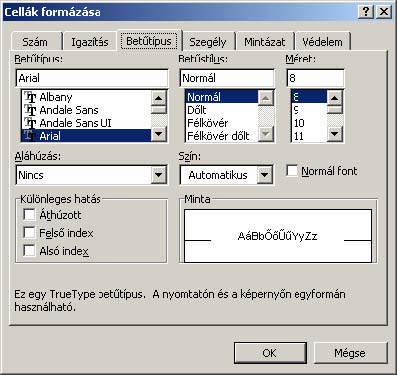 Cellák formázása
Szám
Igazítás
Betűtípus
Szegély
Mintázat
Védelem
Betűtípus:
Betűstílus:
Méret:
Arial
Normál
8
Albany
Andale Sans
Andale Sans UI
Arial
Normál
Dőlt
Félkövér
Félkövér dőlt
8
9
10
11
Aláhúzás:
Szín:
Nincs
Automatikus
Normál font
Különleges hatás
Áthúzott
Felső index
Alsó index
Minta
AáBbŐőŰűYyZz
Ez egy TrueType betűtípus. A nyomtatón és a képernyőn egyformán
használható.
OK
Mégse